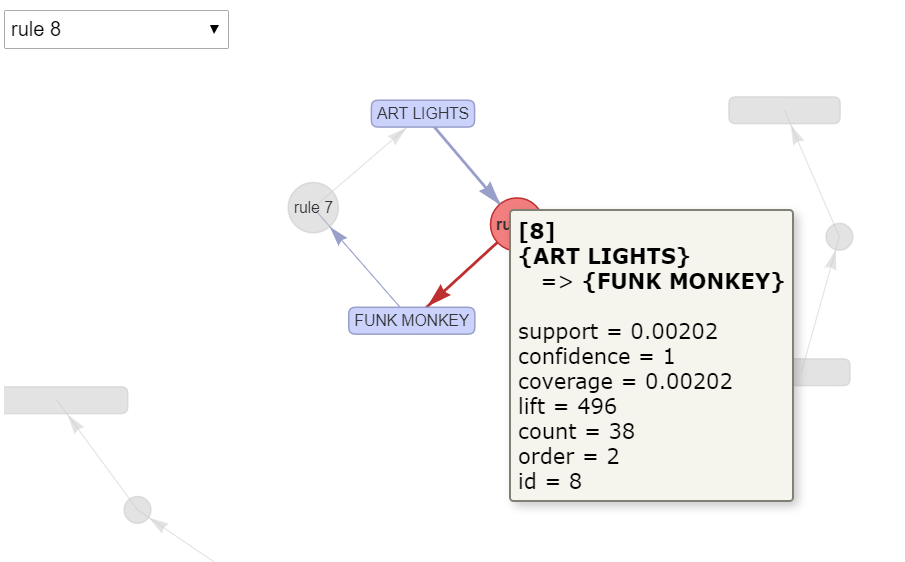 rule 8
ART LIGHTS
rule 7
[8]
{ART LIGHTS}
=> {FUNK MONKEY}
FUNK MONKEY
support = 0.00202
confidence = 1
coverage = 0.00202
lift = 496
count = 38
order = 2
id = 8